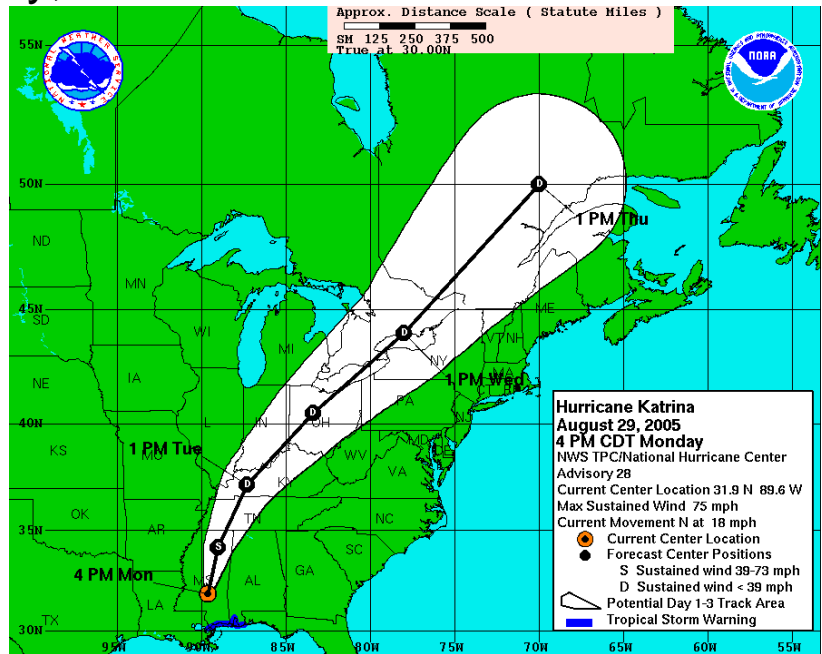 Approx. Distance Scale ( Statute Miles )
SM 125 250 375 500
True at 30.00N
NATIONAL WEATHER SERVICE
NOAA
55N
50N
45N
40N
35N
30N
ND
MN
SD
WI
MI
NE
IA
IN
OH
PA
NY
VT
NH
ME
MA
NJ
MD
DE
KS
MO
KY
WV
VA
OK
AR
TN
NC
SC
MS
AL
GA
TX
LA
1 PM Thu
1 PM Wed
1 PM Tue
4 PM Mon
D
D
D
D
S
Hurricane Katrina
August 29, 2005
4 PM CDT Monday
NWS TPC/National Hurricane Center
Advisory 28
Current Center Location 31.9 N 89.6 W
Max Sustained Wind 75 mph
Current Movement N at 18 mph
Current Center Location
Forecast Center Positions
S Sustained wind 39-73 mph
D Sustained wind < 39 mph
Potential Day 1-3 Track Area
Tropical Storm Warning
95W
90W
85W
80W
75W
70W
65W
60W
55W